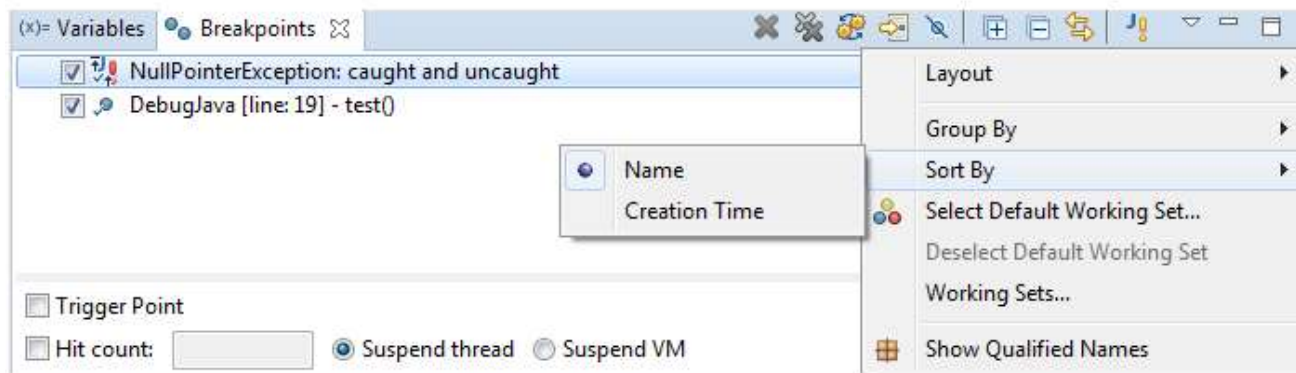 (x)= Variables Breakpoints
NullPointerException: caught and uncaught
DebugJava [line: 19] - test()
Layout
Group By
Sort By
Name
Creation Time
Select Default Working Set...
Deselect Default Working Set
Working Sets...
Show Qualified Names
Trigger Point
Hit count: Suspend thread Suspend VM